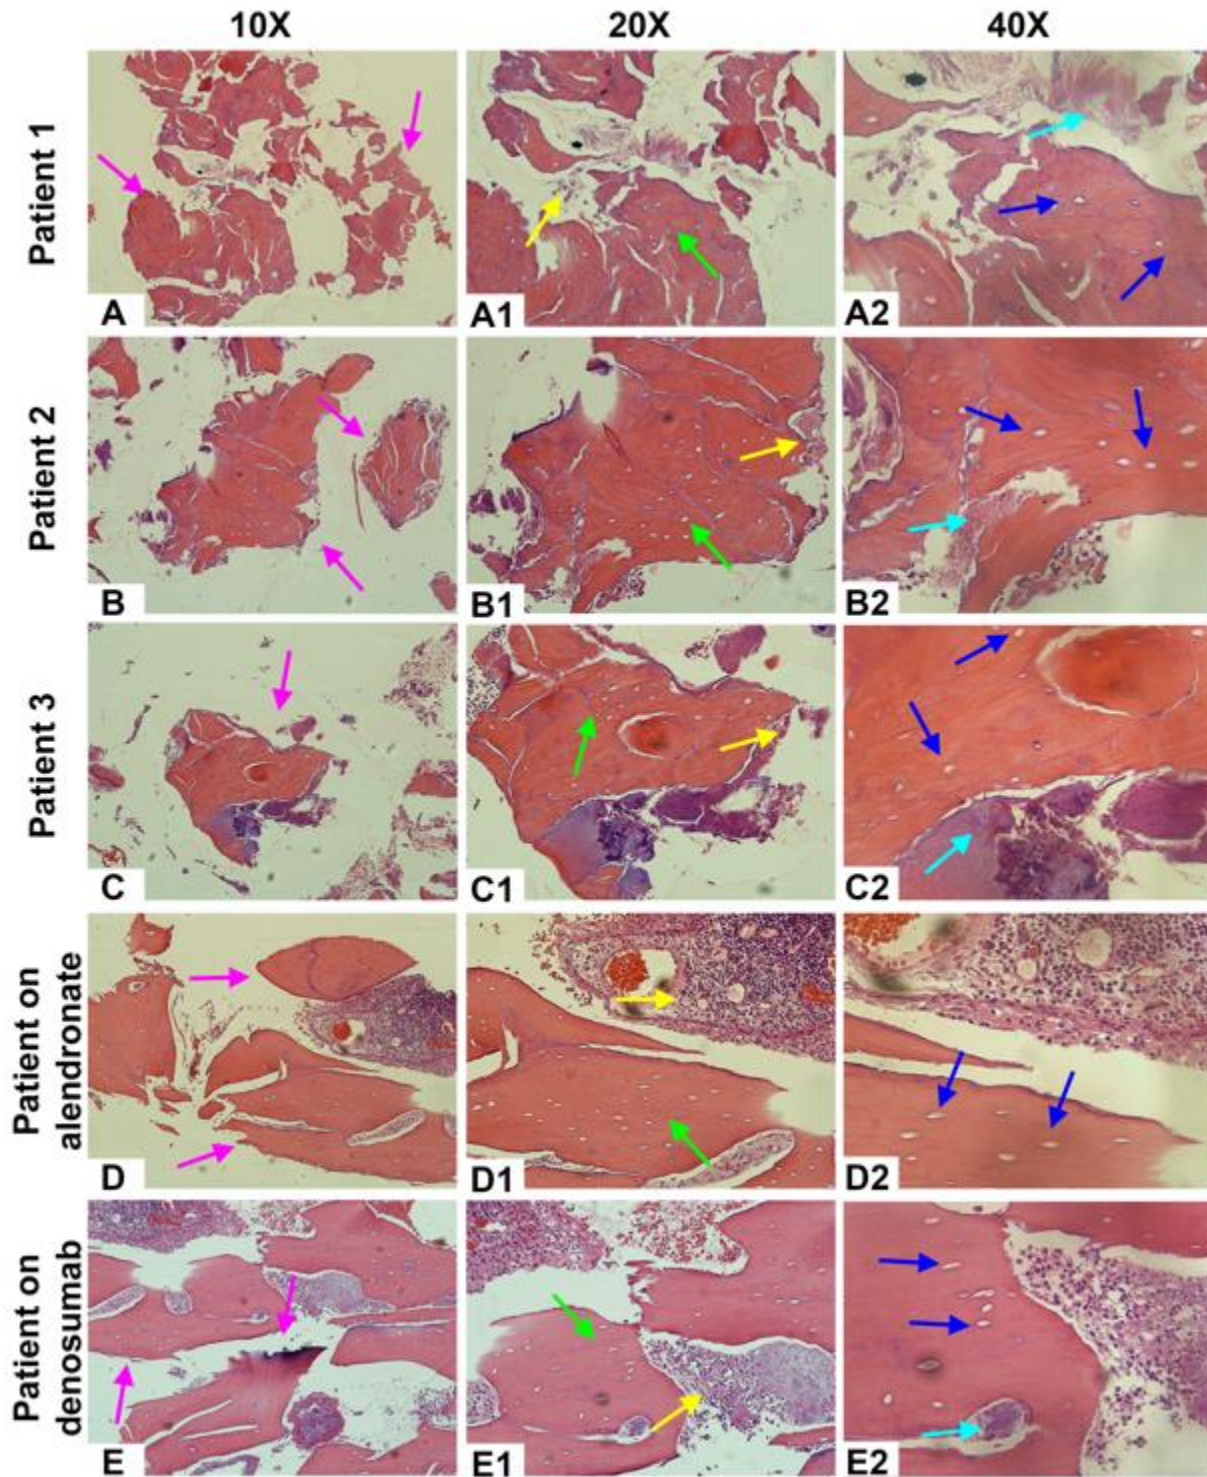 10X 20X 40X
Patient 1
A A1 A2
Patient 2
B B1 B2
Patient 3
C C1 C2
Patient on
alendronate
D D1 D2
Patient on
denosumab
E E1 E2